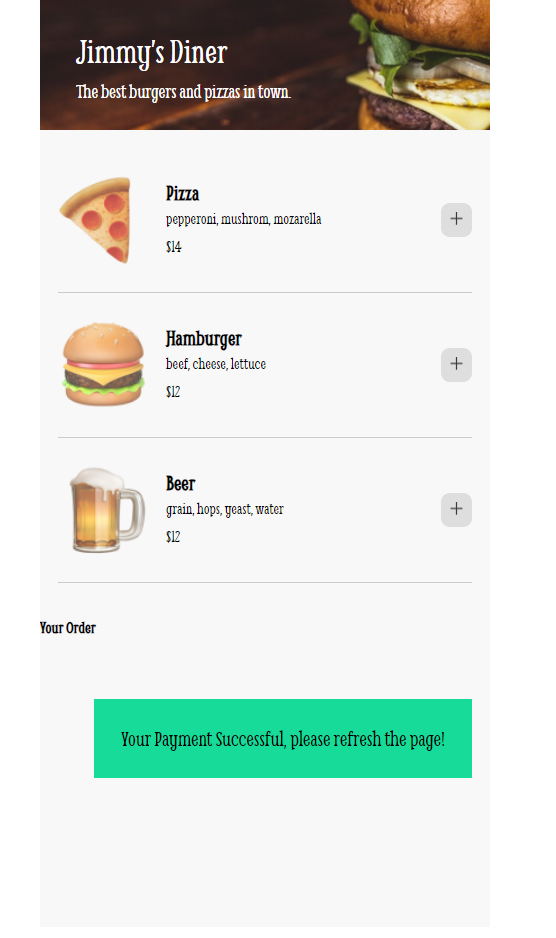 Jimmy's Diner
The best burgers and pizzas in town.
Pizza
pepperoni, mushrom, mozarella
$14
+
Hamburger
beef, cheese, lettuce
$12
+
Beer
grain, hops, yeast, water
$12
+
Your Order
Your Payment Successful, please refresh the page!